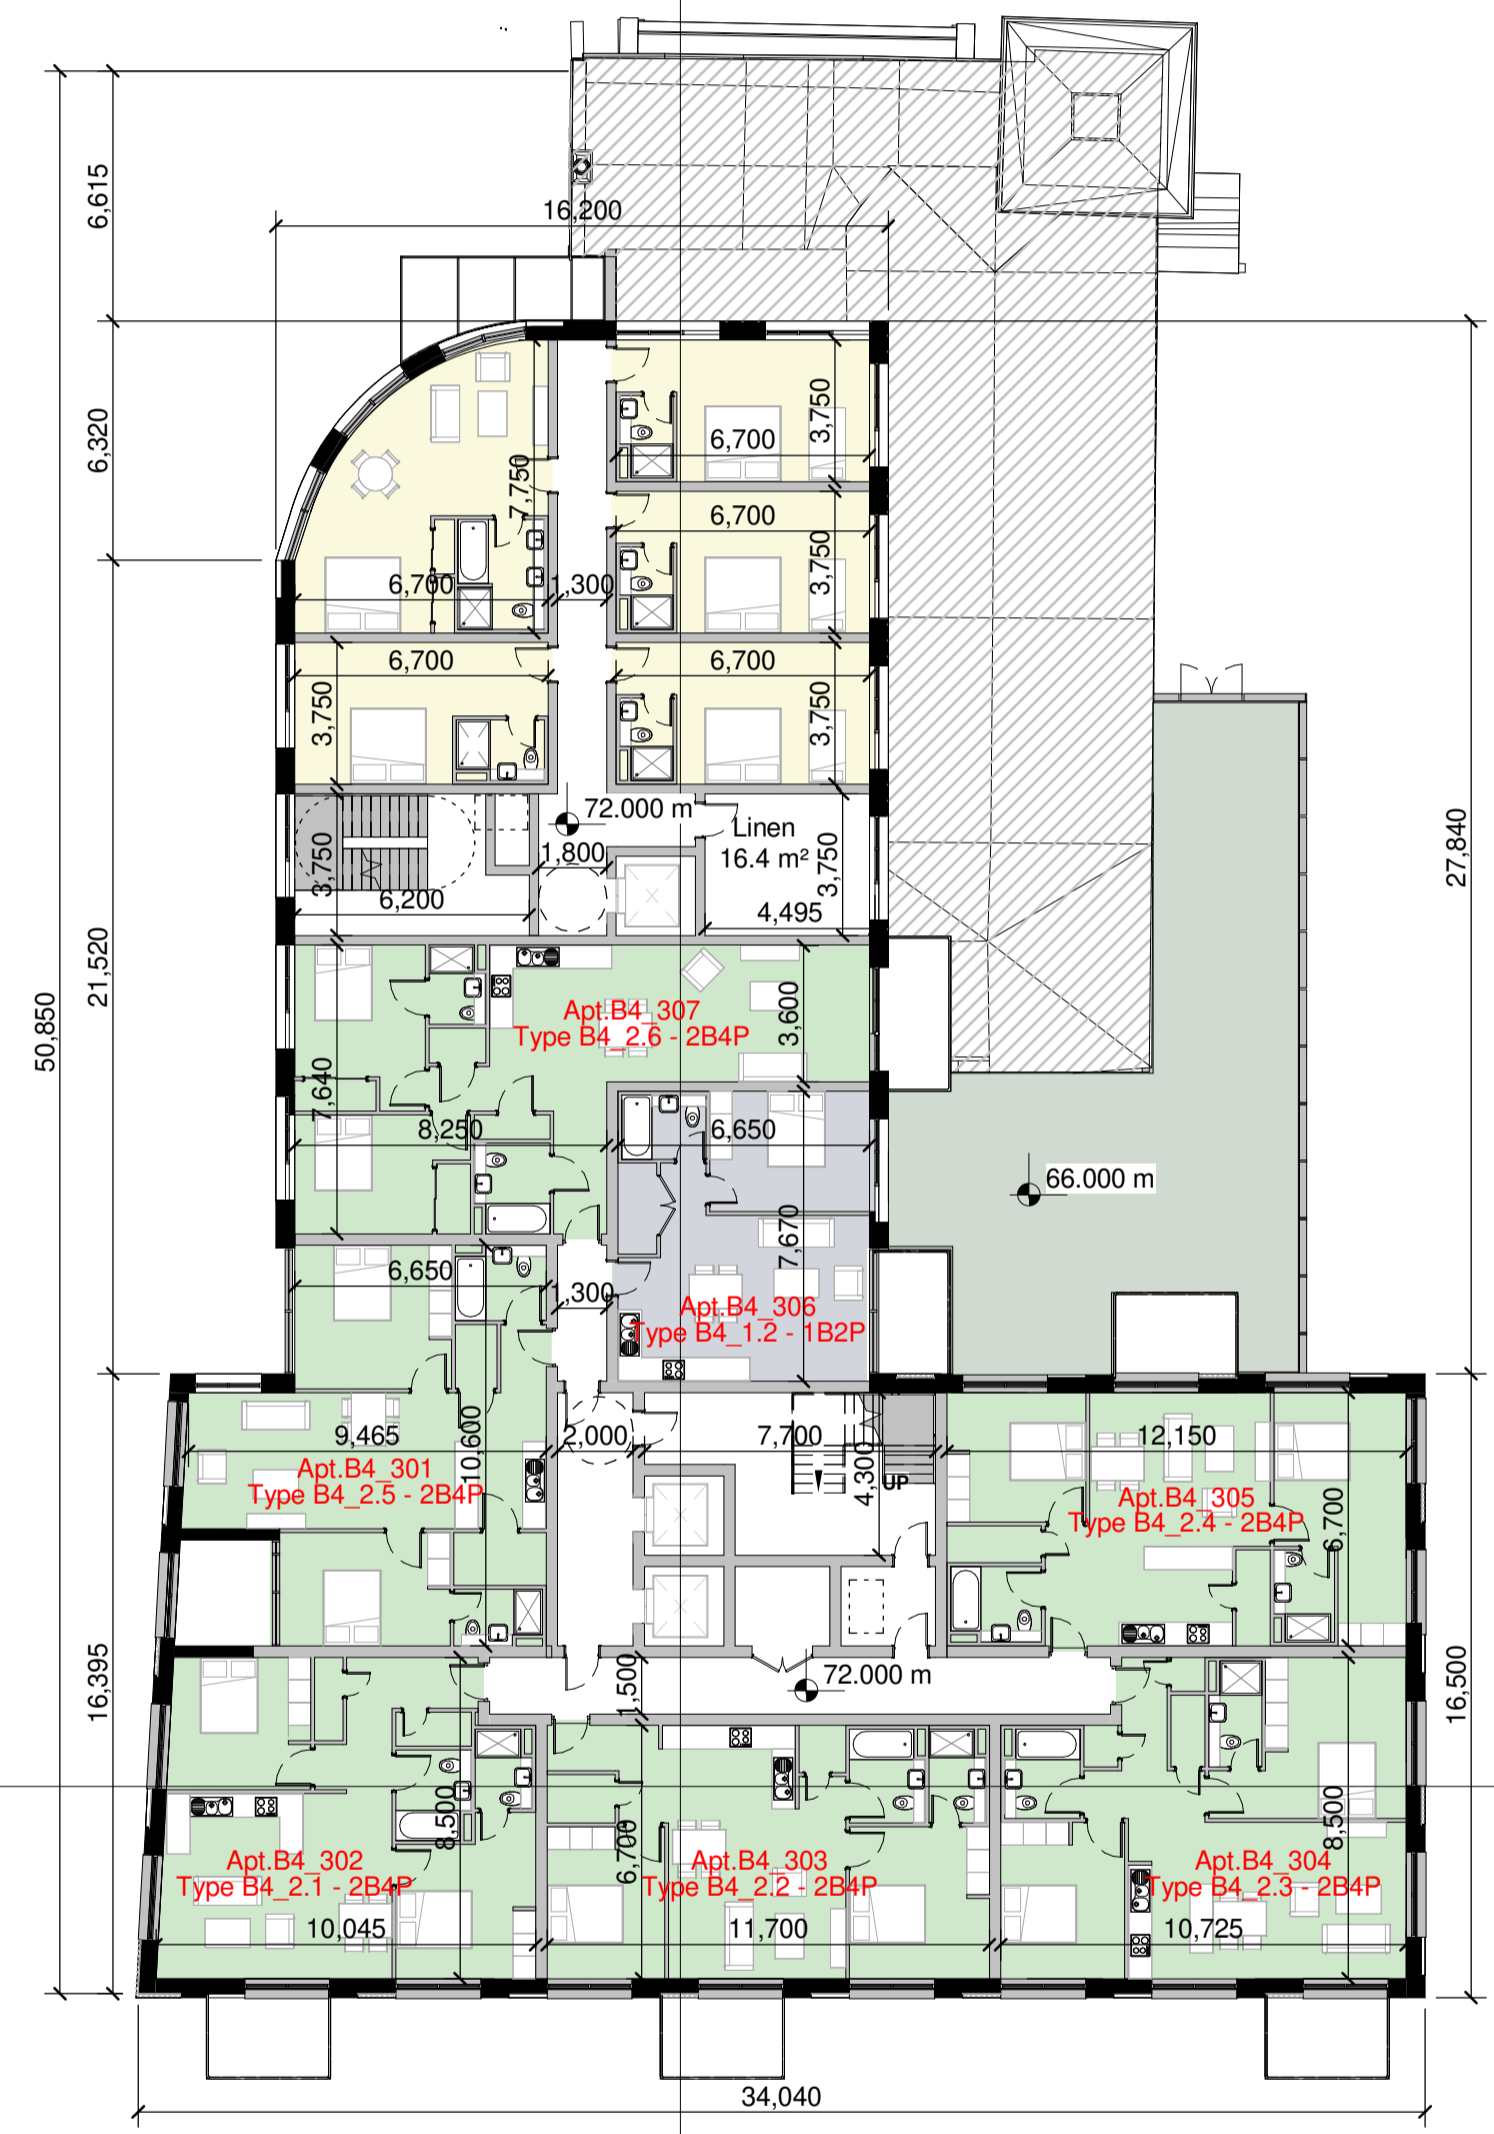 6,615
16,200
6,320
3,750
6,700
7,750
6,700
3,750
6,700
1,300
6,700
6,700
3,750
3,750
72.000 m
Linen
16.4 m²
1,800
3,750
3,750
6,200
4,495
27,840
21,520
50,850
Apt.B4_307
Type B4_2.6 - 2B4P
3,600
7,640
8,250
6,650
66.000 m
7,670
6,650
1,300
Apt.B4_306
Type B4_1.2 - 1B2P
9,465
10,600
2,000
7,700
4,300
UP
12,150
Apt.B4_301
Type B4_2.5 - 2B4P
Apt.B4_305
Type B4_2.4 - 2B4P
6,700
16,395
1,500
72.000 m
16,500
8,500
6,700
8,500
Apt.B4_302
Type B4_2.1 - 2B4P
Apt.B4_303
Type B4_2.2 - 2B4P
Apt.B4_304
Type B4_2.3 - 2B4P
10,045
11,700
10,725
34,040